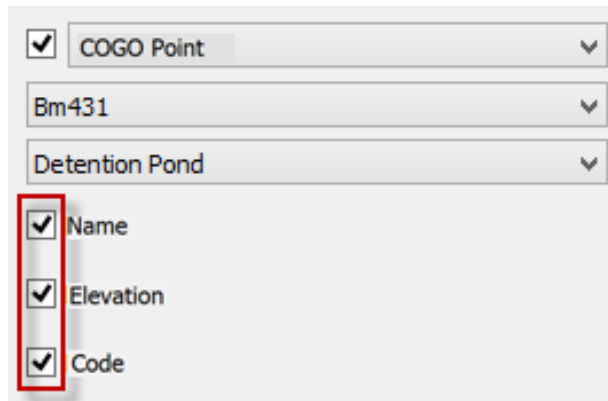 COGO Point
Bm431
Detention Pond
Name
Elevation
Code